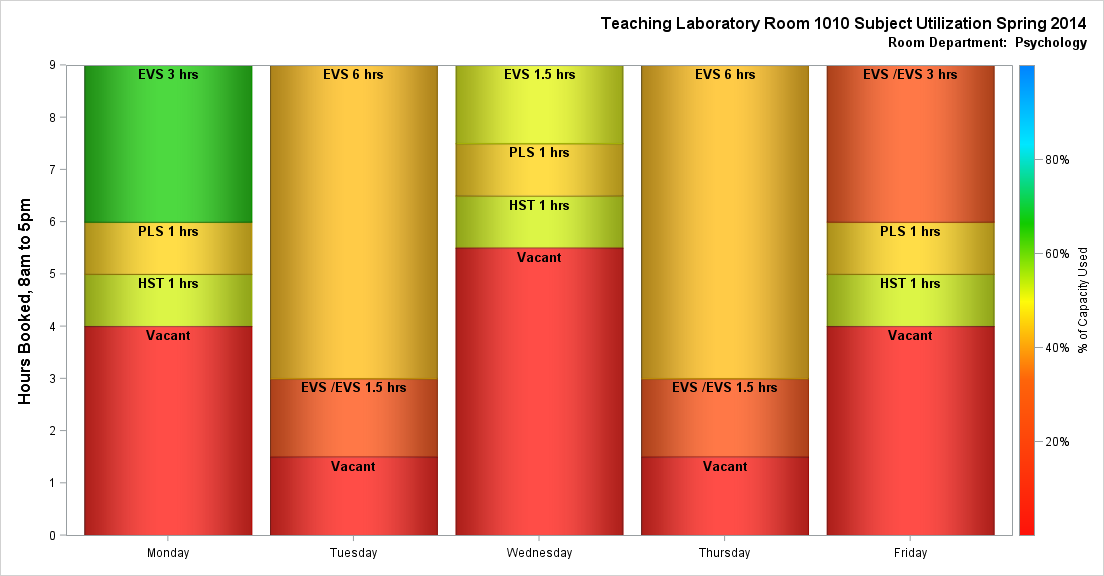 Teaching Laboratory Room 1010 Subject Utilization Spring 2014
Room Department:  Psychology
Hours Booked, 8am to 5pm
9
8
7
6
5
4
3
2
1
0
EVS 3 hrs
PLS 1 hrs
HST 1 hrs
Vacant
EVS 6 hrs
EVS /EVS 1.5 hrs
Vacant
EVS 1.5 hrs
PLS 1 hrs
HST 1 hrs
Vacant
EVS 6 hrs
EVS /EVS 1.5 hrs
Vacant
EVS /EVS 3 hrs
PLS 1 hrs
HST 1 hrs
Vacant
Monday
Tuesday
Wednesday
Thursday
Friday
80%
60%
40%
20%
% of Capacity Used